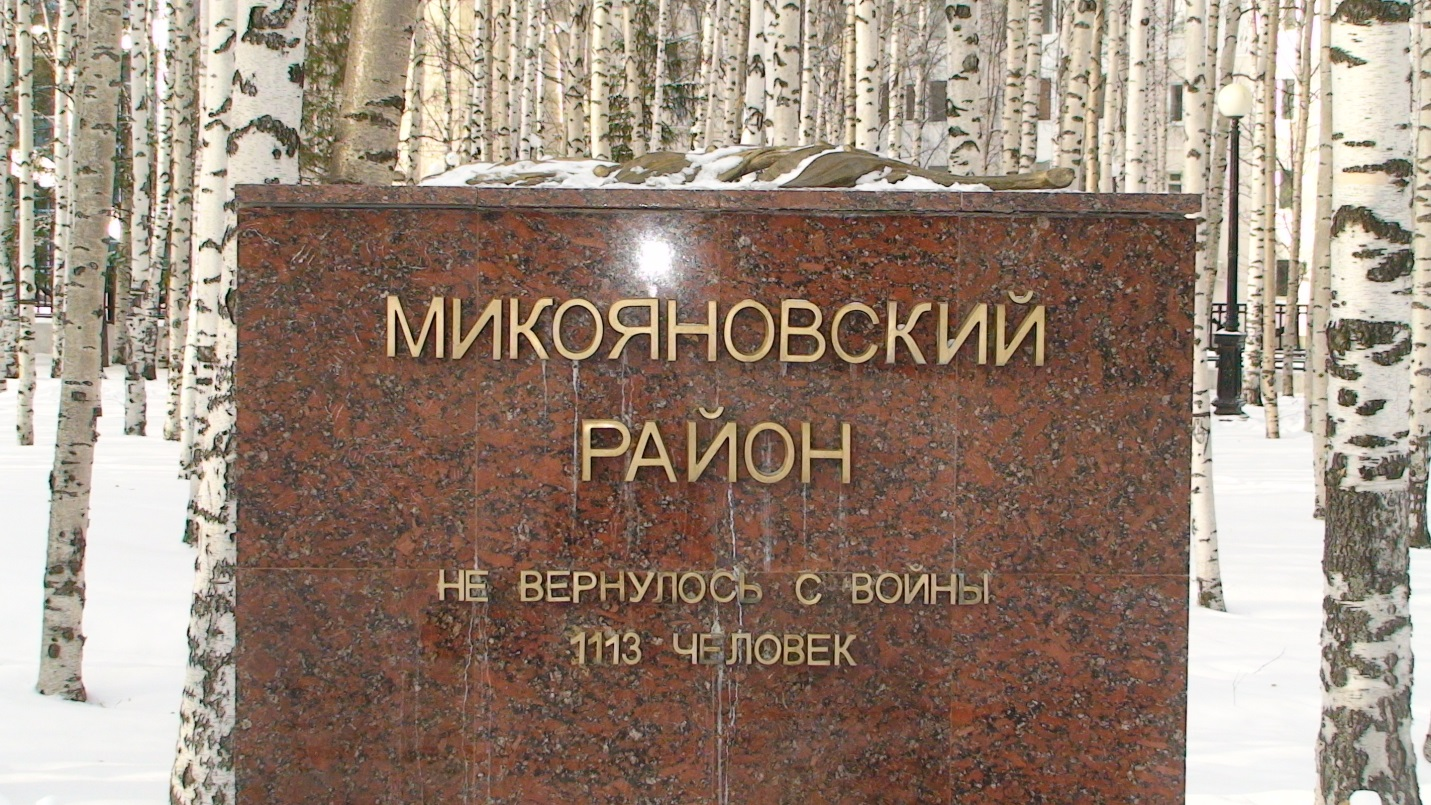 МИКОЯНОВСКИЙ
РАЙОН
НЕ ВЕРНУЛОСЬ С ВОЙНЫ
1113 ЧЕЛОВЕК